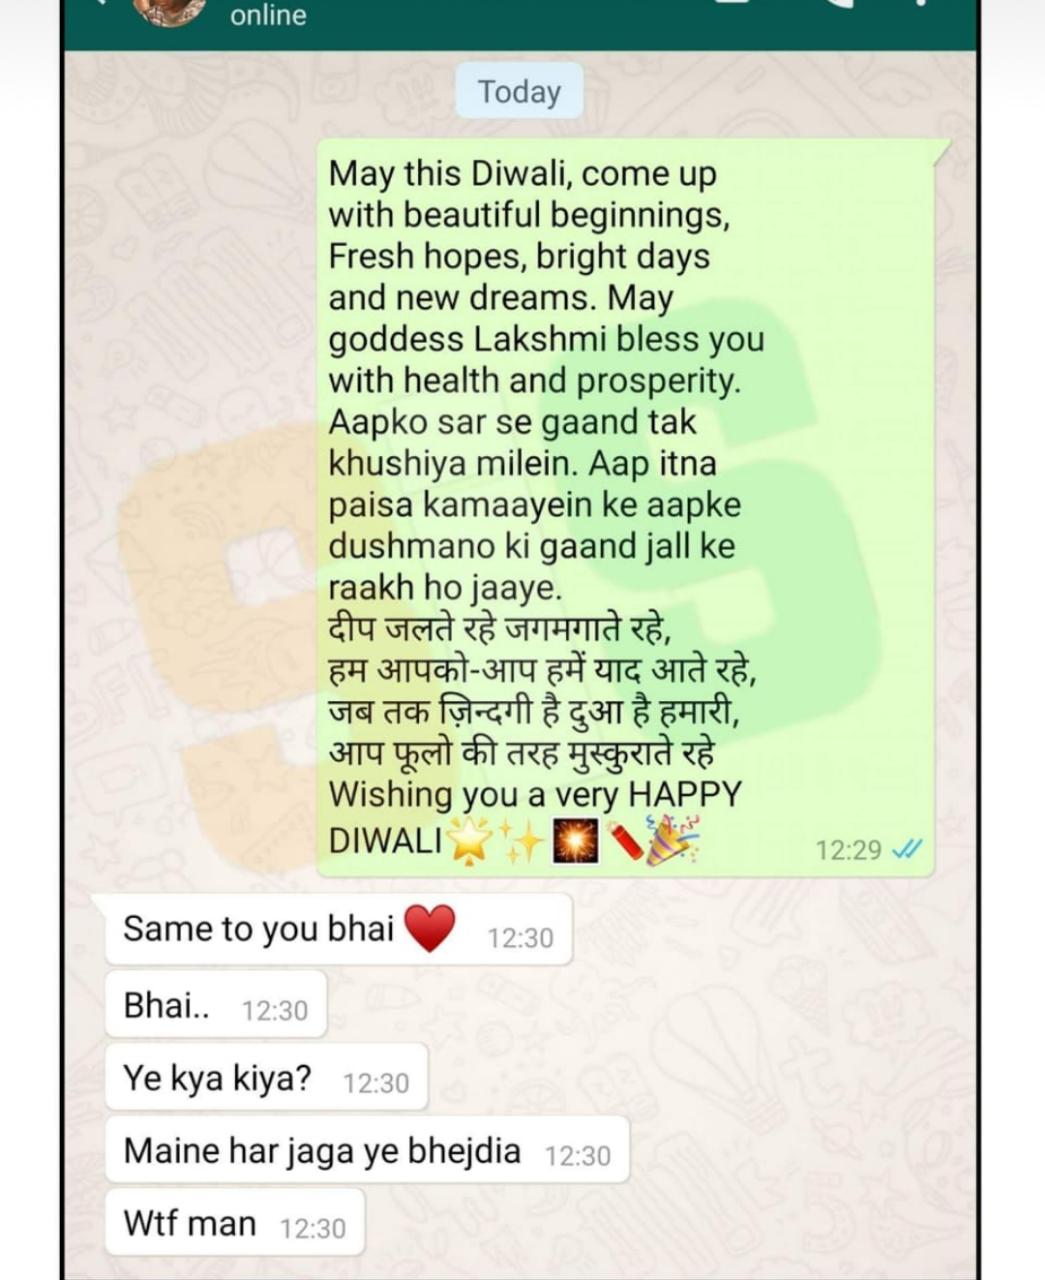 online
Today
May this Diwali, come up
with beautiful beginnings,
Fresh hopes, bright days
and new dreams. May
goddess Lakshmi bless you
with health and prosperity.
Aapko sar se gaand tak
khushiya milein. Aap itna
paisa kamaayein ke aapke
dushmano ki gaand jall ke
raakh ho jaaye.
दीप जलते रहे जगमगाते रहे,
हम आपको-आप हमें याद आते रहे,
जब तक ज़िन्दगी है दुआ है हमारी,
आप फूलो की तरह मुस्कुराते रहे
Wishing you a very HAPPY
DIWALI🌟✨🎇🧨🎉 12:29
Same to you bhai ❤️ 12:30
Bhai.. 12:30
Ye kya kiya? 12:30
Maine har jaga ye bhejdia 12:30
Wtf man 12:30